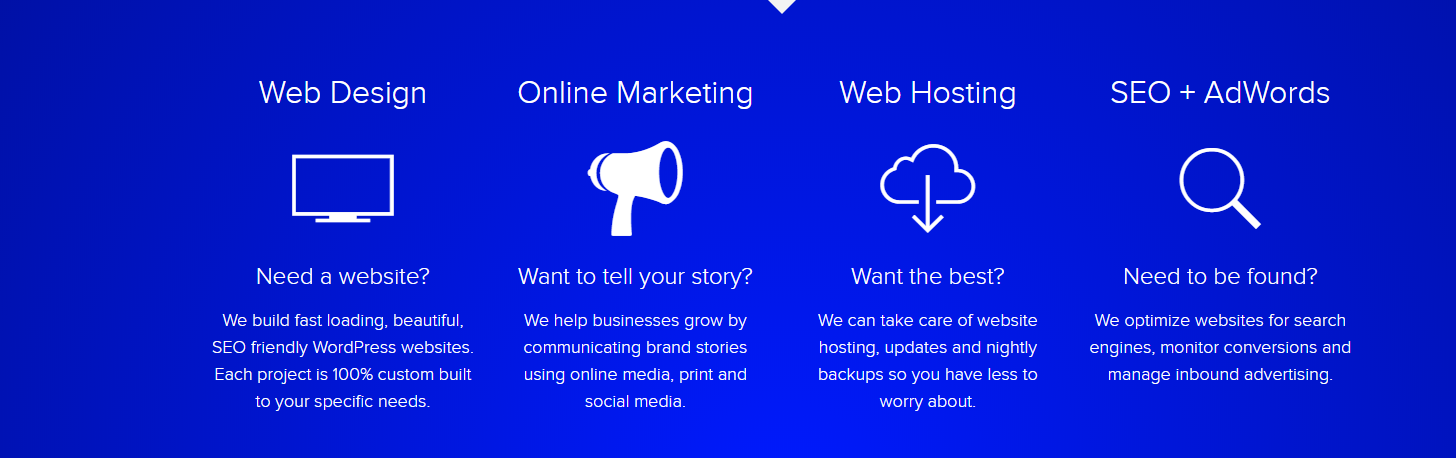 Web Design
Online Marketing
Web Hosting
SEO + AdWords
Need a website?
We build fast loading, beautiful,
SEO friendly WordPress websites.
Each project is 100% custom built
to your specific needs.
Want to tell your story?
We help businesses grow by
communicating brand stories
using online media, print and
social media.
Want the best?
We can take care of website
hosting, updates and nightly
backups so you have less to
worry about.
Need to be found?
We optimize websites for search
engines, monitor conversions and
manage inbound advertising.